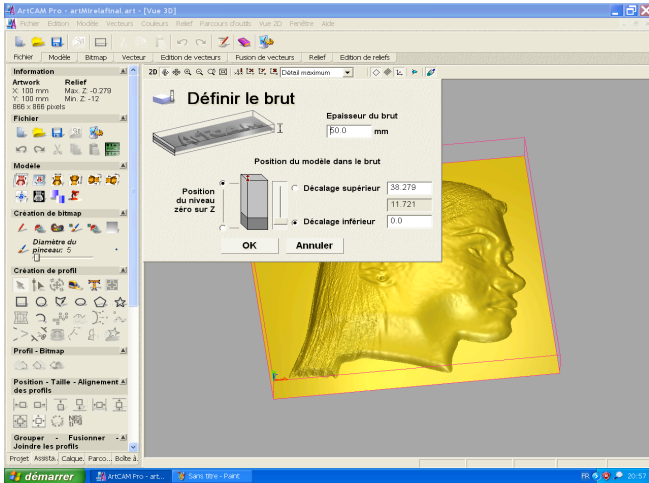 ArtCAM Pro - artMirelafinal.art - [Vue 3D]
Fichier Edition Modèle Vecteurs Couleurs Relief Parcours d'outils Vue 2D Fenêtre Aide
Fichier Modèle Bitmap Vecteur Edition de vecteurs Fusion de vecteurs Relief Edition de reliefs
2D Détail maximum
Information
Artwork Relief
X: 100 mm Max. Z: -0.279
Y: 100 mm Min. Z: -12
866 x 866 pixels
Fichier
Modèle
Création de bitmap
Diamètre du
pinceau: 5
Création de profil
Profil - Bitmap
Position - Taille - Alignement
des profils
Grouper - Fusionner -
Joindre les profils
Projet Assista.. Calque. Parco... Boîte à.
Définir le brut
Epaisseur du brut
50.0 mm
Position du modèle dans le brut
Position
du niveau
zéro sur Z
Décalage supérieur 38.279
11.721
Décalage inférieur 0.0
OK Annuler
démarrer ArtCAM Pro - art... Sans titre - Paint FR 20:57